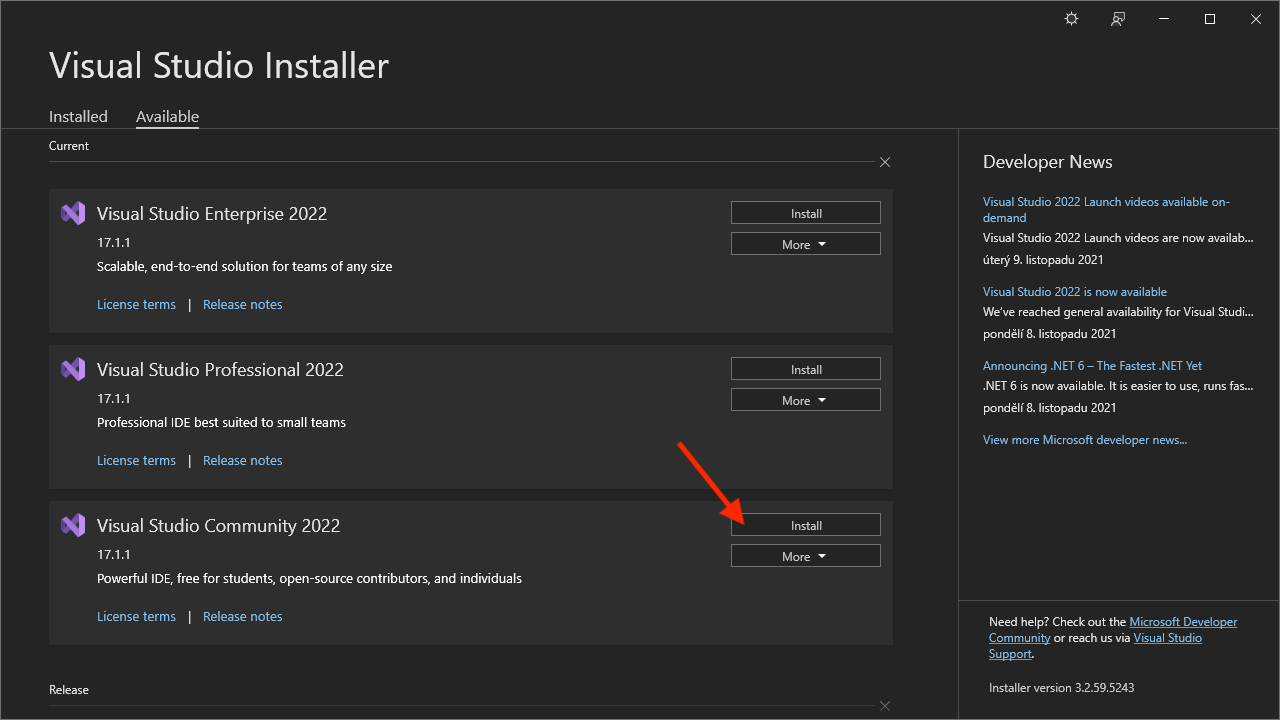 Visual Studio Installer
Installed
Available
Current
Visual Studio Enterprise 2022
17.1.1
Scalable, end-to-end solution for teams of any size
License terms | Release notes
Install
More
Visual Studio Professional 2022
17.1.1
Professional IDE best suited to small teams
License terms | Release notes
Install
More
Visual Studio Community 2022
17.1.1
Powerful IDE, free for students, open-source contributors, and individuals
License terms | Release notes
Install
More
Release
Developer News
Visual Studio 2022 Launch videos available on-
demand
Visual Studio 2022 Launch videos are now availab...
úterý 9. listopadu 2021
Visual Studio 2022 is now available
We've reached general availability for Visual Studi...
pondělí 8. listopadu 2021
Announcing .NET 6 – The Fastest .NET Yet
.NET 6 is now available. It is easier to use, runs fas...
pondělí 8. listopadu 2021
View more Microsoft developer news...
Need help? Check out the Microsoft Developer
Community or reach us via Visual Studio
Support.
Installer version 3.2.59.5243